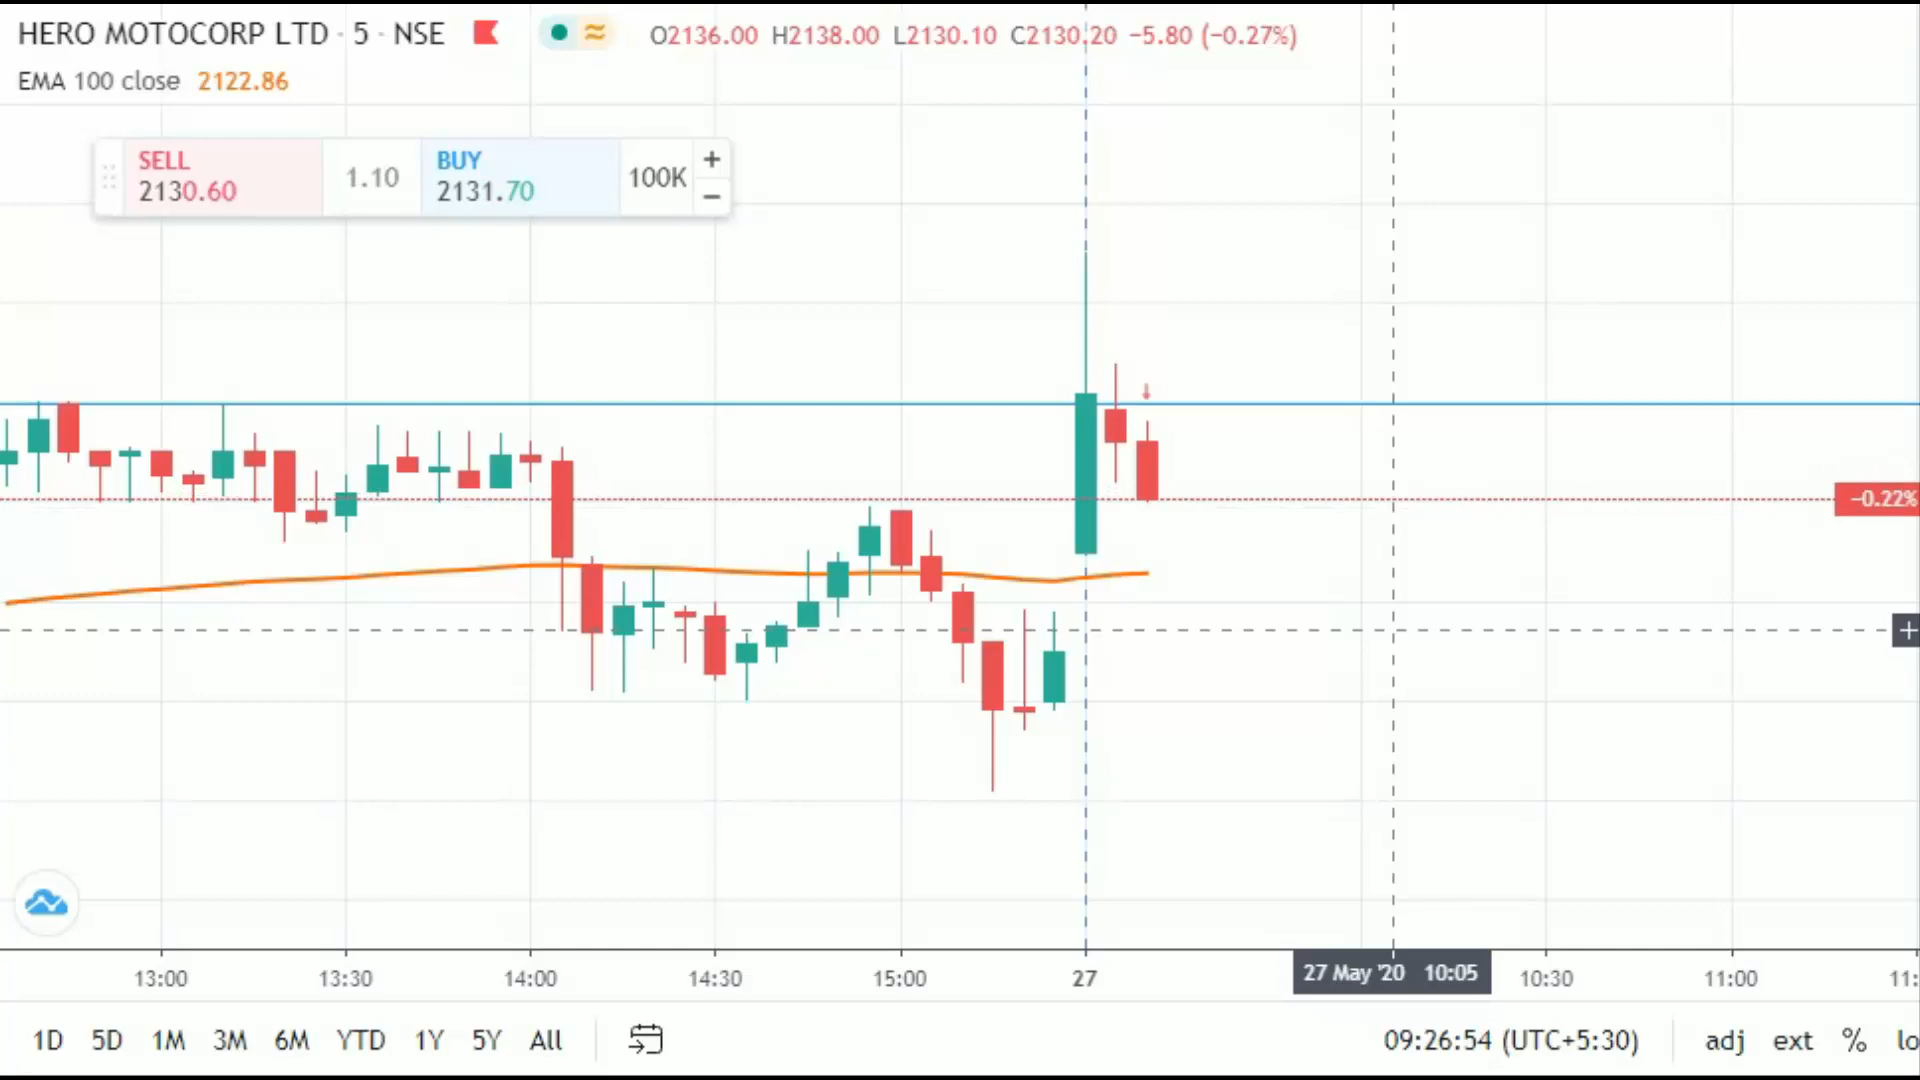 HERO MOTOCORP LTD · 5 · NSE O2136.00 H2138.00 L2130.10 C2130.20 −5.80 (−0.27%)
EMA 100 close 2122.86
SELL
2130.60
1.10
BUY
2131.70
100K
+
−
−0.22%
+
13:00 13:30 14:00 14:30 15:00 27 27 May '20 10:05 10:30 11:00 11:
1D 5D 1M 3M 6M YTD 1Y 5Y All 09:26:54 (UTC+5:30) adj ext % lo